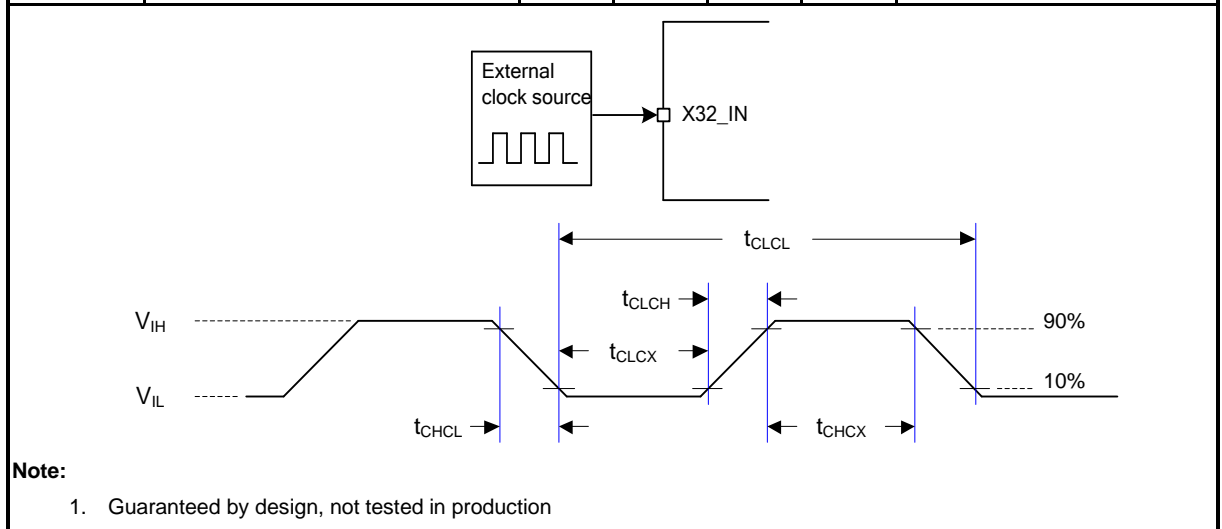 External
clock source
X32_IN
tCLCL
tCLCH
VIH
90%
tCLCX
VIL
10%
tCHCL
tCHCX
Note:
1. Guaranteed by design, not tested in production